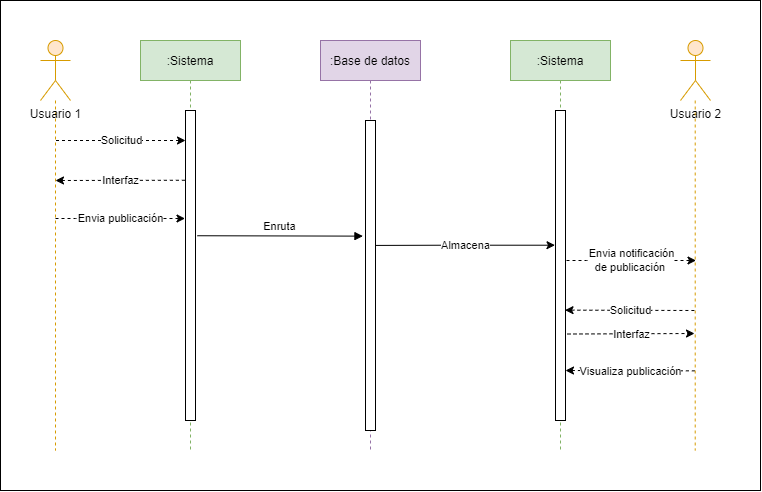 :Sistema
:Base de datos
:Sistema
Usuario 1
Usuario 2
Solicitud
Interfaz
Envia publicación
Enruta
Almacena
Envia notificación
de publicación
Solicitud
Interfaz
Visualiza publicación